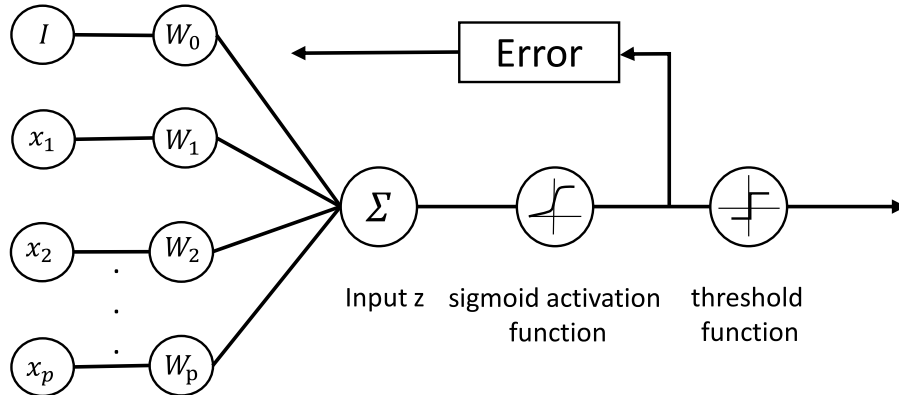 I W₀
Error
x₁ W₁
Σ
x₂ W₂
Input z
sigmoid activation
function
threshold
function
xₚ Wₚ